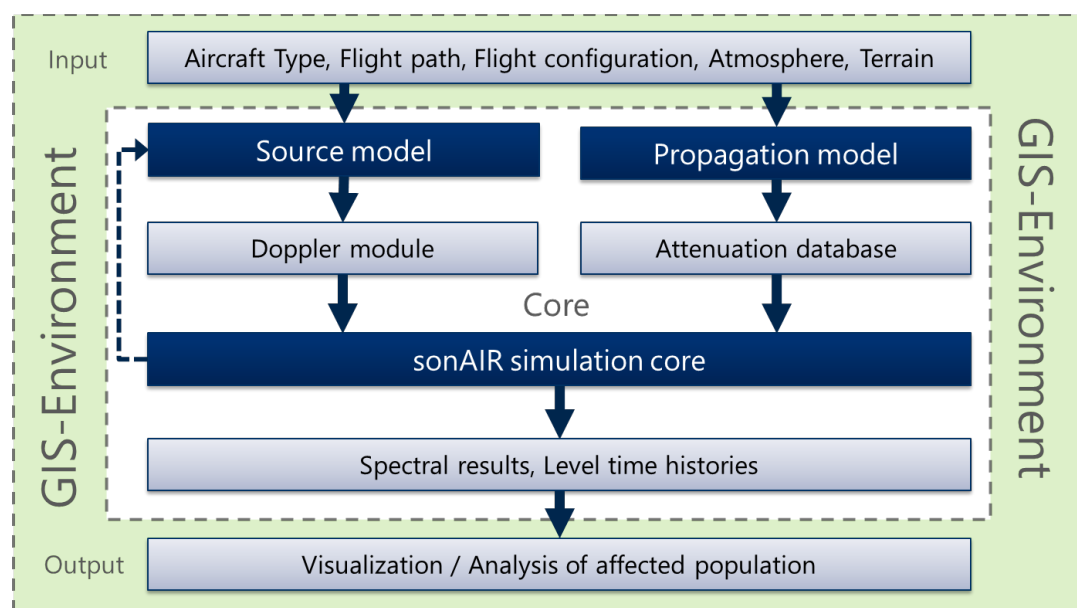 Input
Aircraft Type, Flight path, Flight configuration, Atmosphere, Terrain
GIS-Environment
Source model
Propagation model
GIS-Environment
Doppler module
Attenuation database
Core
sonAIR simulation core
Spectral results, Level time histories
Output
Visualization / Analysis of affected population